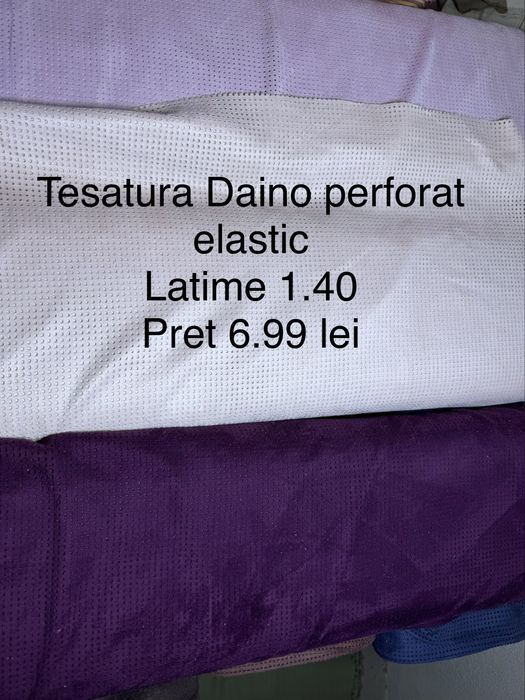 Tesatura Daino perforat
elastic
Latime 1.40
Pret 6.99 lei